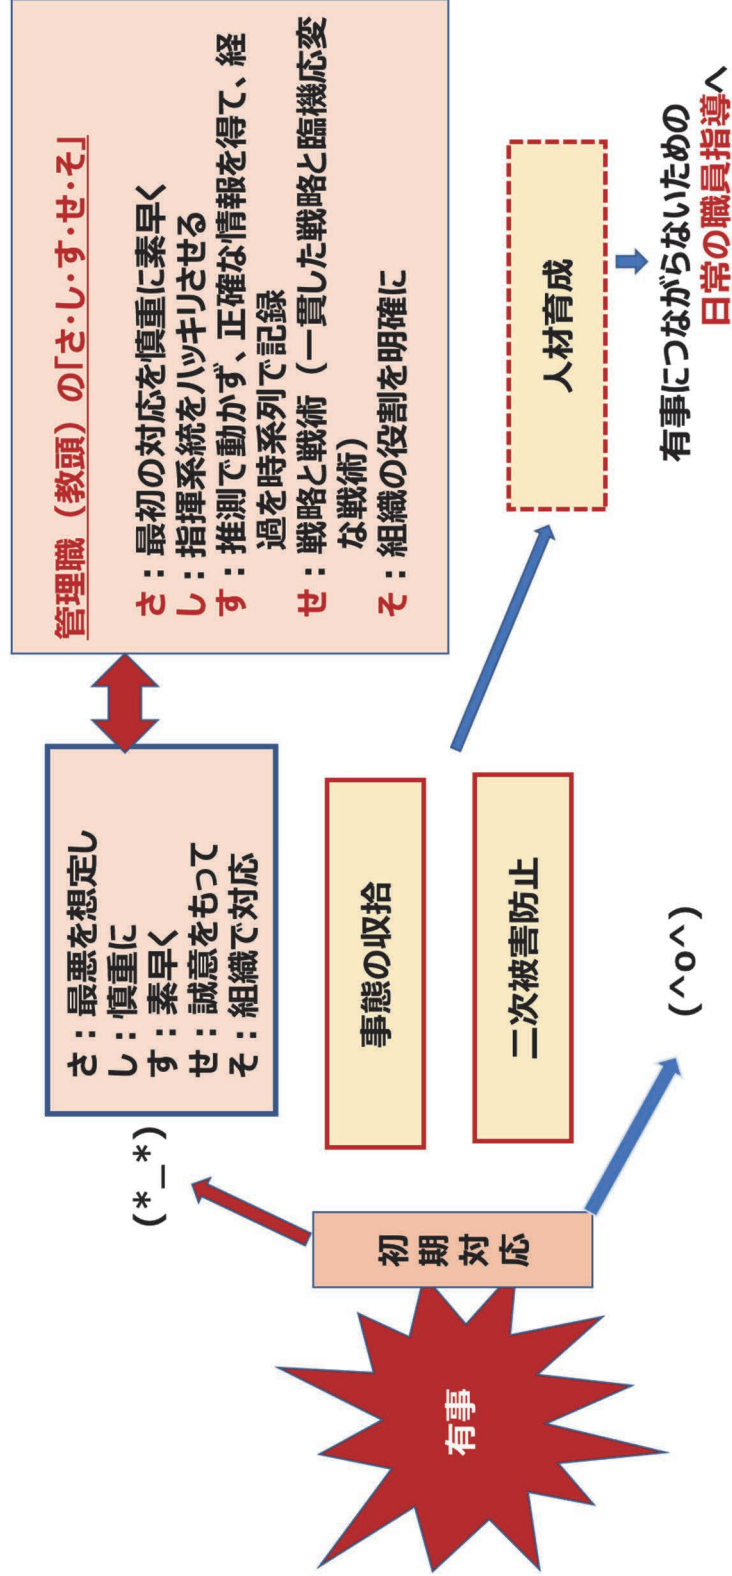 有事
初期対応
(*_*)
(^o^)
さ：最悪を想定し
し：慎重に
す：素早く
せ：誠意をもって
そ：組織で対応
事態の収拾
二次被害防止
管理職（教頭）の「さ・し・す・せ・そ」
さ：最初の対応を慎重に素早く
し：指揮系統をハッキリさせる
す：推測で動かず、正確な情報を得て、経
過を時系列で記録
せ：戦略と戦術（一貫した戦略と臨機応変
な戦術）
そ：組織の役割を明確に
人材育成
有事につながらないための
日常の職員指導へ